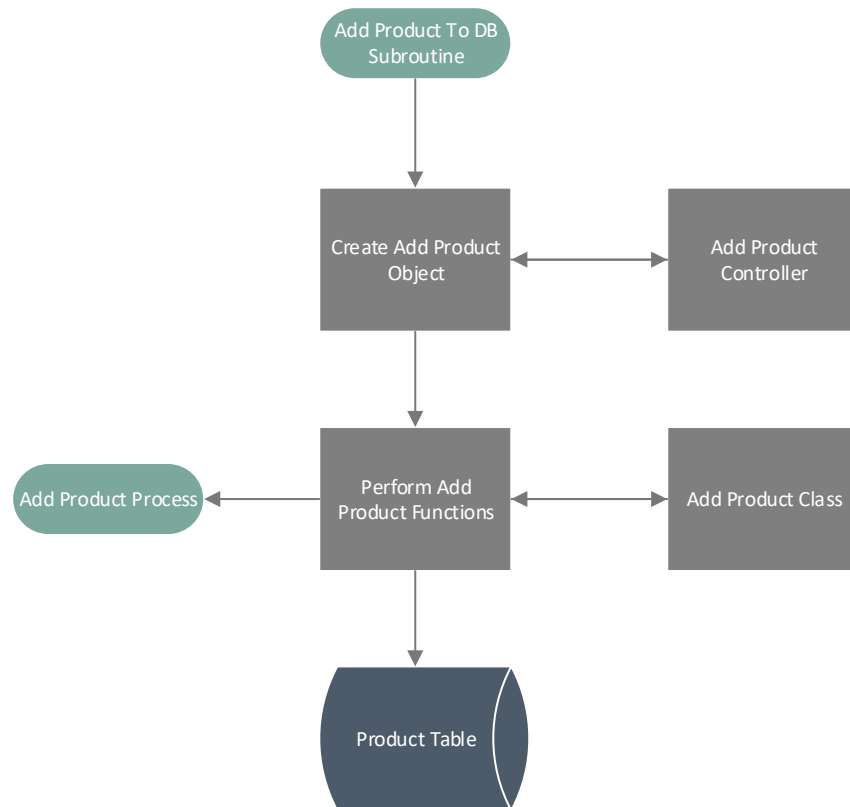 Add Product To DB
Subroutine
Create Add Product
Object
Add Product
Controller
Add Product Process
Perform Add
Product Functions
Add Product Class
Product Table